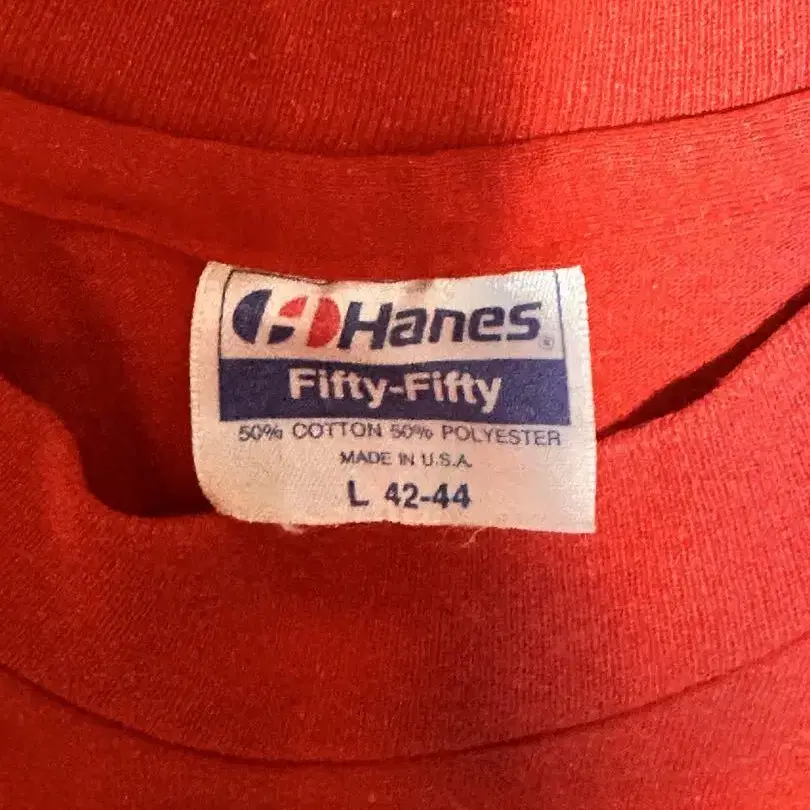 Hanes®
Fifty-Fifty
50% COTTON 50% POLYESTER
MADE IN U.S.A.
L 42-44